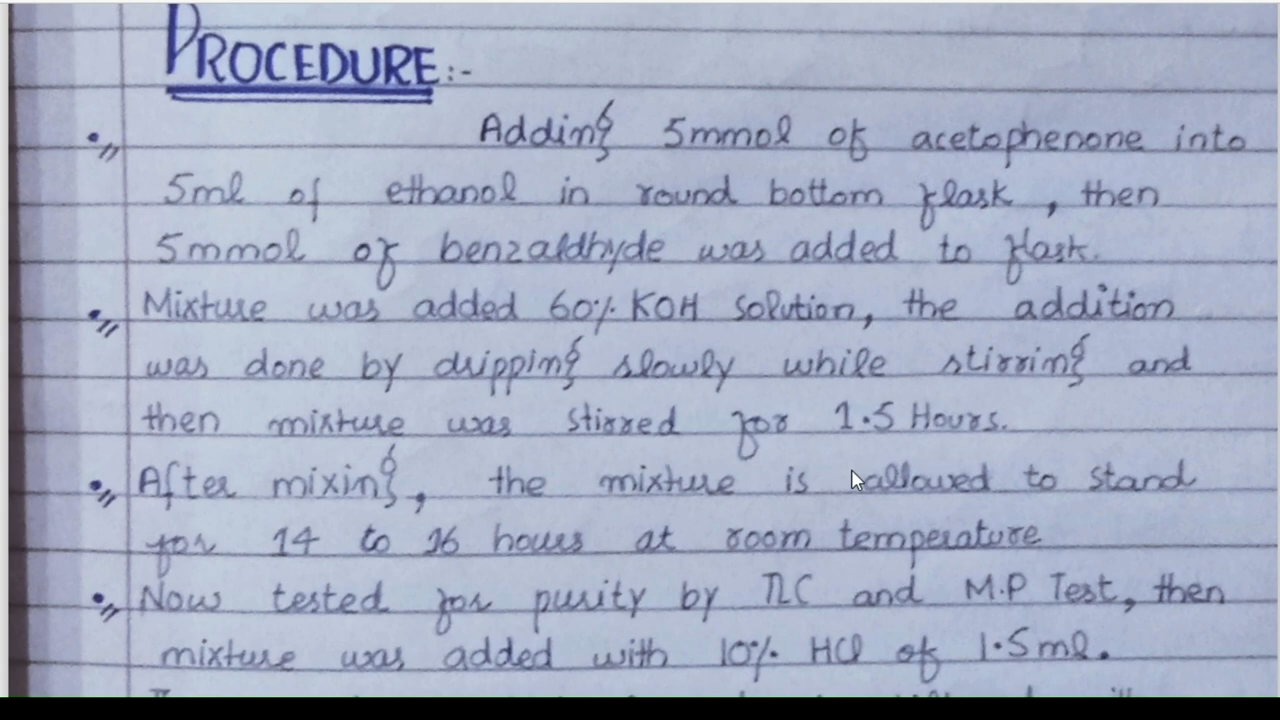 PROCEDURE:-
Adding 5mmol of acetophenone into
5ml of ethanol in round bottom flask, then
5mmol of benzaldhyde was added to flask.
Mixture was added 60% KOH solution, the addition
was done by dripping slowly while stirring and
then mixture was stirred for 1.5 Hours.
After mixing, the mixture is allowed to stand
for 14 to 16 hours at room temperature
Now tested for purity by TLC and M.P Test, then
mixture was added with 10% HCl of 1.5ml.